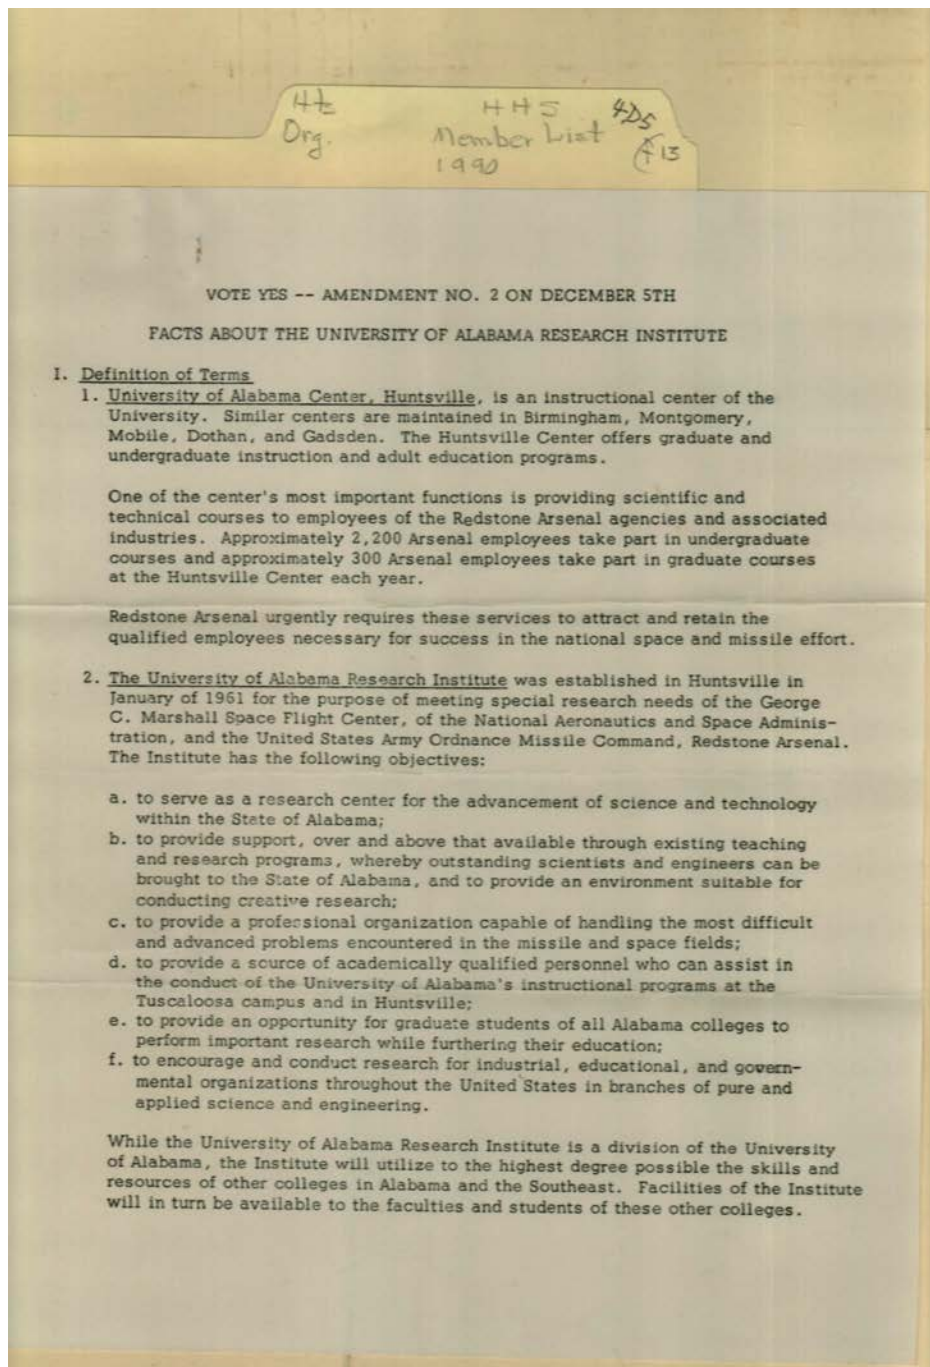 Hz HHS 4D5
Org. Member List f13
1990
VOTE YES -- AMENDMENT NO. 2 ON DECEMBER 5TH
FACTS ABOUT THE UNIVERSITY OF ALABAMA RESEARCH INSTITUTE
I. Definition of Terms
1. University of Alabama Center, Huntsville, is an instructional center of the
University. Similar centers are maintained in Birmingham, Montgomery,
Mobile, Dothan, and Gadsden. The Huntsville Center offers graduate and
undergraduate instruction and adult education programs.
One of the center's most important functions is providing scientific and
technical courses to employees of the Redstone Arsenal agencies and associated
industries. Approximately 2,200 Arsenal employees take part in undergraduate
courses and approximately 300 Arsenal employees take part in graduate courses
at the Huntsville Center each year.
Redstone Arsenal urgently requires these services to attract and retain the
qualified employees necessary for success in the national space and missile effort.
2. The University of Alabama Research Institute was established in Huntsville in
January of 1961 for the purpose of meeting special research needs of the George
C. Marshall Space Flight Center, of the National Aeronautics and Space Adminis-
tration, and the United States Army Ordnance Missile Command, Redstone Arsenal.
The Institute has the following objectives:
a. to serve as a research center for the advancement of science and technology
within the State of Alabama;
b. to provide support, over and above that available through existing teaching
and research programs, whereby outstanding scientists and engineers can be
brought to the State of Alabama, and to provide an environment suitable for
conducting creative research;
c. to provide a professional organization capable of handling the most difficult
and advanced problems encountered in the missile and space fields;
d. to provide a source of academically qualified personnel who can assist in
the conduct of the University of Alabama's instructional programs at the
Tuscaloosa campus and in Huntsville;
e. to provide an opportunity for graduate students of all Alabama colleges to
perform important research while furthering their education;
f. to encourage and conduct research for industrial, educational, and govern-
mental organizations throughout the United States in branches of pure and
applied science and engineering.
While the University of Alabama Research Institute is a division of the University
of Alabama, the Institute will utilize to the highest degree possible the skills and
resources of other colleges in Alabama and the Southeast. Facilities of the Institute
will in turn be available to the faculties and students of these other colleges.